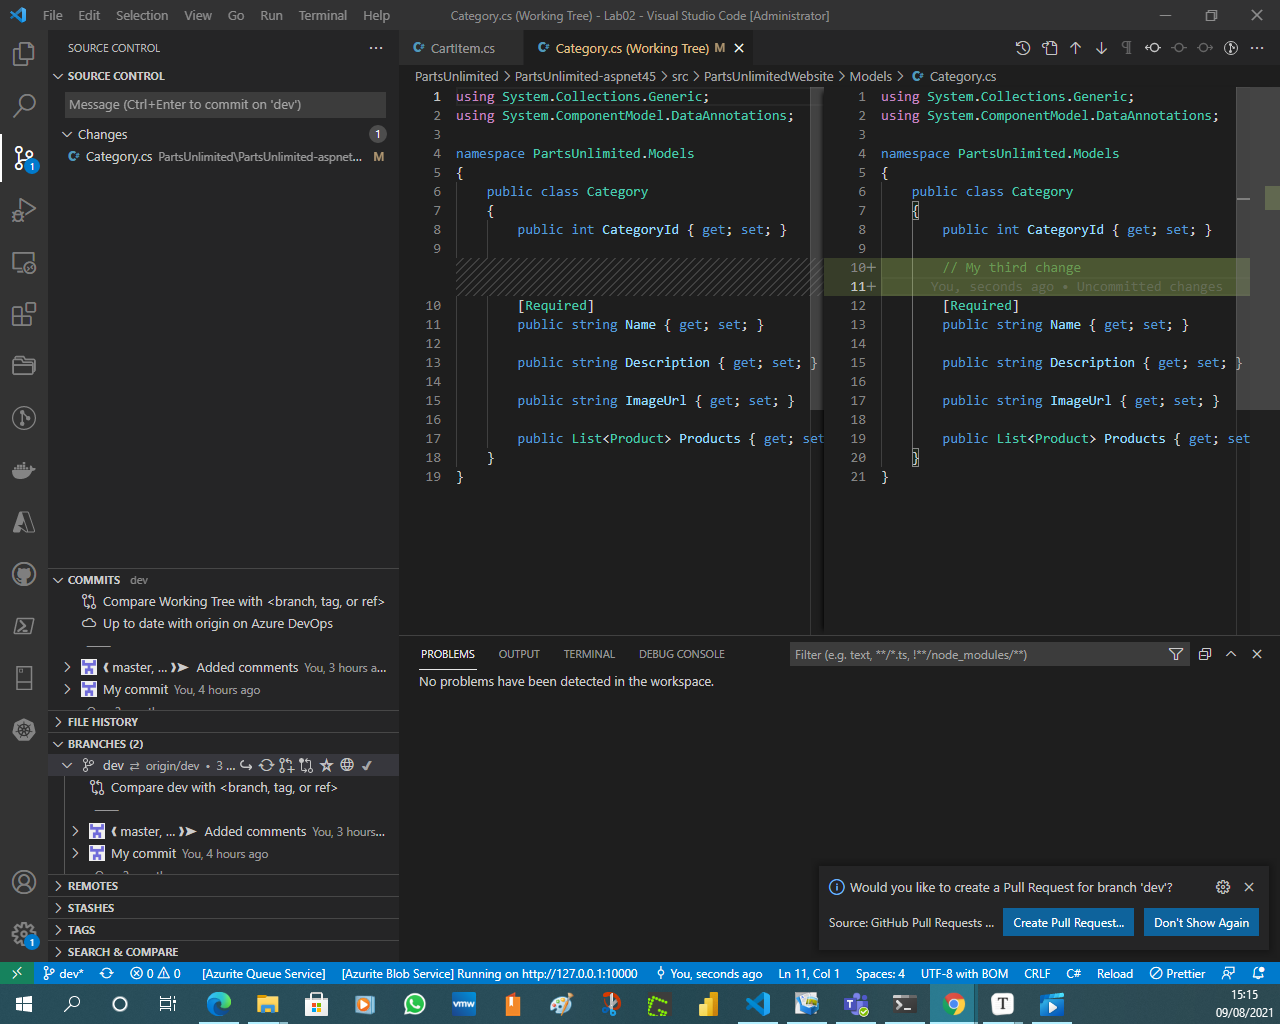 File Edit Selection View Go Run Terminal Help Category.cs (Working Tree) - Lab02 - Visual Studio Code [Administrator]
SOURCE CONTROL
SOURCE CONTROL
Message (Ctrl+Enter to commit on 'dev')
Changes 1
Category.cs PartsUnlimited\PartsUnlimited-aspnet... M
1
COMMITS dev
Compare Working Tree with <branch, tag, or ref>
Up to date with origin on Azure DevOps
master, ... Added comments You, 3 hours a...
My commit You, 4 hours ago
FILE HISTORY
BRANCHES (2)
dev ⇄ origin/dev • 3 ...
Compare dev with <branch, tag, or ref>
master, ... Added comments You, 3 hours...
My commit You, 4 hours ago
REMOTES
STASHES
TAGS
SEARCH & COMPARE
1
CartItem.cs Category.cs (Working Tree) M
PartsUnlimited > PartsUnlimited-aspnet45 > src > PartsUnlimitedWebsite > Models > Category.cs
1 using System.Collections.Generic;
2 using System.ComponentModel.DataAnnotations;
3
4 namespace PartsUnlimited.Models
5 {
6 public class Category
7 {
8 public int CategoryId { get; set; }
9
10 [Required]
11 public string Name { get; set; }
12
13 public string Description { get; set; }
14
15 public string ImageUrl { get; set; }
16
17 public List<Product> Products { get; set
18 }
19 }
1 using System.Collections.Generic;
2 using System.ComponentModel.DataAnnotations;
3
4 namespace PartsUnlimited.Models
5 {
6 public class Category
7 {
8 public int CategoryId { get; set; }
9
10+ // My third change
11+ You, seconds ago • Uncommitted changes
12 [Required]
13 public string Name { get; set; }
14
15 public string Description { get; set; }
16
17 public string ImageUrl { get; set; }
18
19 public List<Product> Products { get; set
20 }
21 }
PROBLEMS OUTPUT TERMINAL DEBUG CONSOLE Filter (e.g. text, **/*.ts, !**/node_modules/**)
No problems have been detected in the workspace.
Would you like to create a Pull Request for branch 'dev'?
Source: GitHub Pull Requests ... Create Pull Request... Don't Show Again
dev* 0 0 [Azurite Queue Service] [Azurite Blob Service] Running on http://127.0.0.1:10000 You, seconds ago Ln 11, Col 1 Spaces: 4 UTF-8 with BOM CRLF C# Reload Prettier
vmw T
15:15
09/08/2021